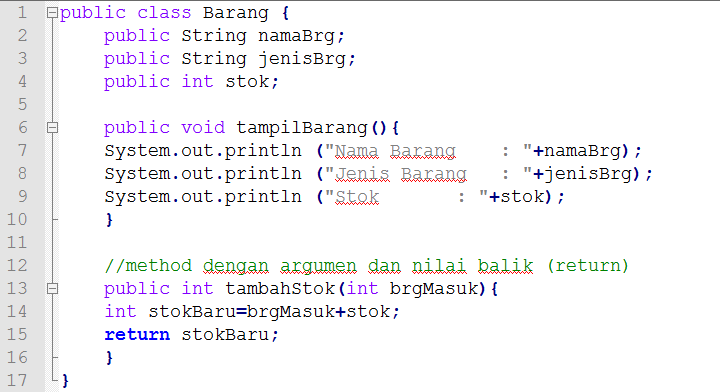 1 public class Barang {
2 public String namaBrg;
3 public String jenisBrg;
4 public int stok;
5
6 public void tampilBarang(){
7 System.out.println ("Nama Barang    : "+namaBrg);
8 System.out.println ("Jenis Barang   : "+jenisBrg);
9 System.out.println ("Stok       : "+stok);
10 }
11
12 //method dengan argumen dan nilai balik (return)
13 public int tambahStok(int brgMasuk){
14 int stokBaru=brgMasuk+stok;
15 return stokBaru;
16 }
17 }